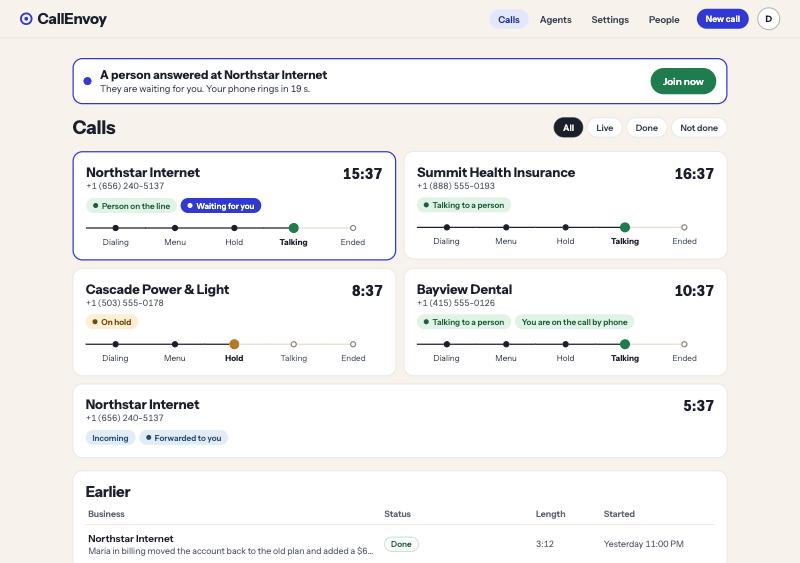 CallEnvoy
Calls
Agents
Settings
People
New call
D
A person answered at Northstar Internet
They are waiting for you. Your phone rings in 19 s.
Join now
Calls
All
Live
Done
Not done
Northstar Internet
15:37
+1 (656) 240-5137
Person on the line
Waiting for you
Dialing
Menu
Hold
Talking
Ended
Summit Health Insurance
16:37
+1 (888) 555-0193
Talking to a person
Dialing
Menu
Hold
Talking
Ended
Cascade Power & Light
8:37
+1 (503) 555-0178
On hold
Dialing
Menu
Hold
Talking
Ended
Bayview Dental
10:37
+1 (415) 555-0126
Talking to a person
You are on the call by phone
Dialing
Menu
Hold
Talking
Ended
Northstar Internet
5:37
+1 (656) 240-5137
Incoming
Forwarded to you
Earlier
Business
Status
Length
Started
Northstar Internet
Maria in billing moved the account back to the old plan and added a $6...
Done
3:12
Yesterday 11:00 PM